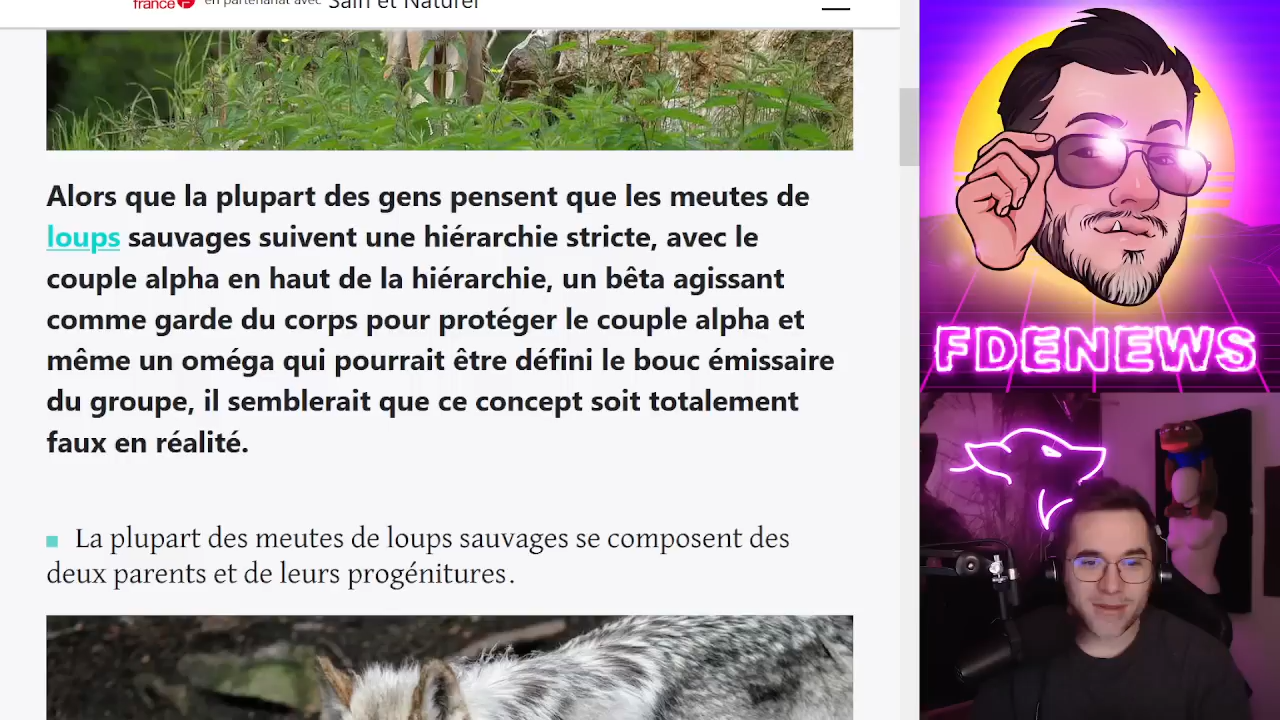 france en partenariat avec Sain et Naturel
Alors que la plupart des gens pensent que les meutes de
loups sauvages suivent une hiérarchie stricte, avec le
couple alpha en haut de la hiérarchie, un bêta agissant
comme garde du corps pour protéger le couple alpha et
même un oméga qui pourrait être défini le bouc émissaire
du groupe, il semblerait que ce concept soit totalement
faux en réalité.
La plupart des meutes de loups sauvages se composent des
deux parents et de leurs progénitures.
FDENEWS